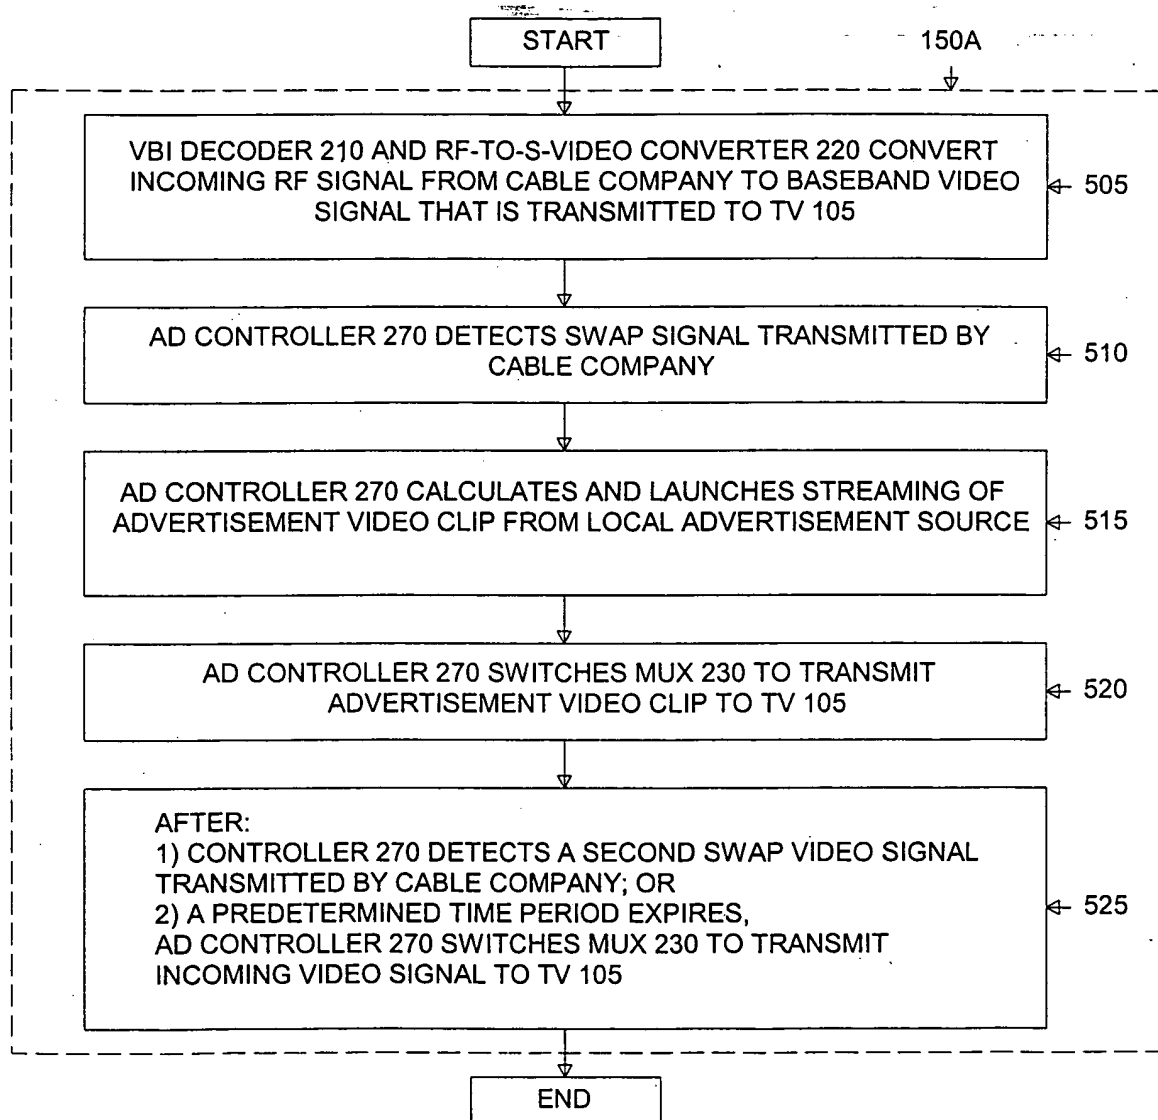 START
150A
VBI DECODER 210 AND RF-TO-S-VIDEO CONVERTER 220 CONVERT
INCOMING RF SIGNAL FROM CABLE COMPANY TO BASEBAND VIDEO
SIGNAL THAT IS TRANSMITTED TO TV 105
505
AD CONTROLLER 270 DETECTS SWAP SIGNAL TRANSMITTED BY
CABLE COMPANY
510
AD CONTROLLER 270 CALCULATES AND LAUNCHES STREAMING OF
ADVERTISEMENT VIDEO CLIP FROM LOCAL ADVERTISEMENT SOURCE
515
AD CONTROLLER 270 SWITCHES MUX 230 TO TRANSMIT
ADVERTISEMENT VIDEO CLIP TO TV 105
520
AFTER:
1) CONTROLLER 270 DETECTS A SECOND SWAP VIDEO SIGNAL
TRANSMITTED BY CABLE COMPANY; OR
2) A PREDETERMINED TIME PERIOD EXPIRES,
AD CONTROLLER 270 SWITCHES MUX 230 TO TRANSMIT
INCOMING VIDEO SIGNAL TO TV 105
525
END